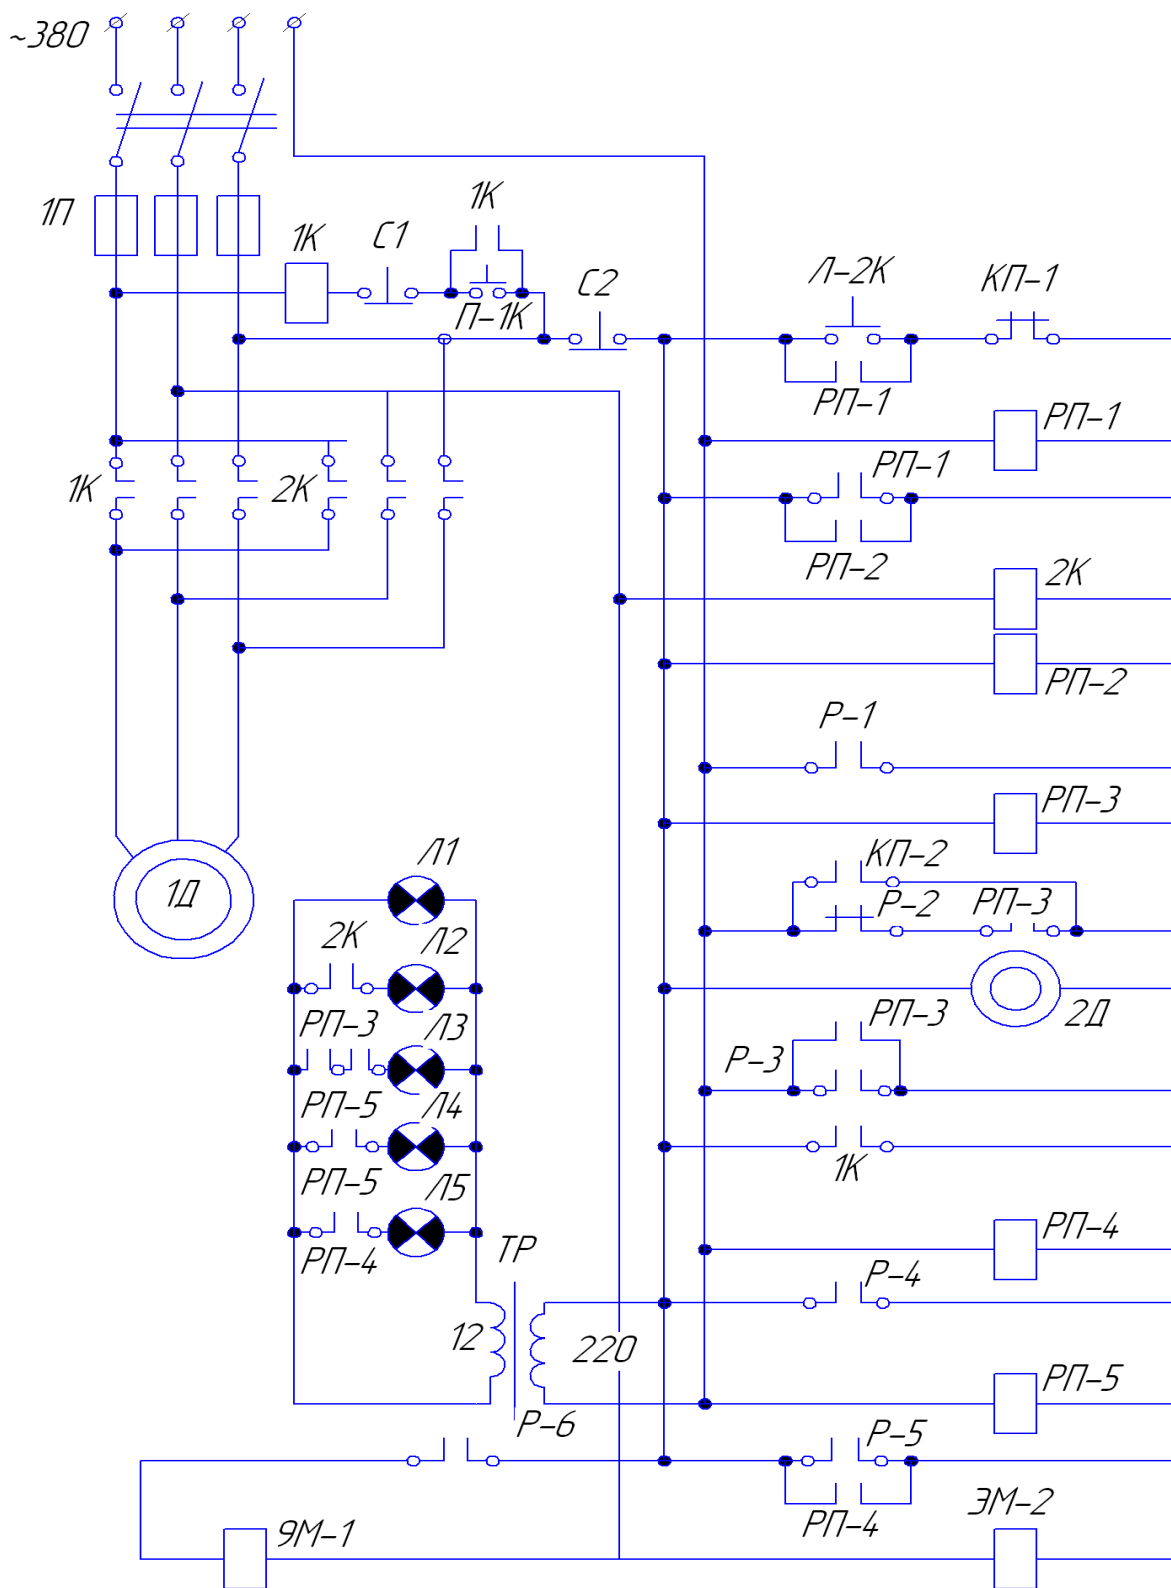 ~380
1П
1К
С1
1К
П-1К
С2
Л-2К
КП-1
РП-1
РП-1
РП-1
1К
2К
РП-2
2К
РП-2
Р-1
РП-3
КП-2
Р-2
РП-3
1Д
Л1
2К
Л2
2Д
РП-3
РП-3
Л3
Р-3
РП-5
Л4
1К
РП-5
Л5
РП-4
РП-4
ТР
Р-4
12
220
РП-5
Р-6
Р-5
РП-4
9М-1
ЭМ-2